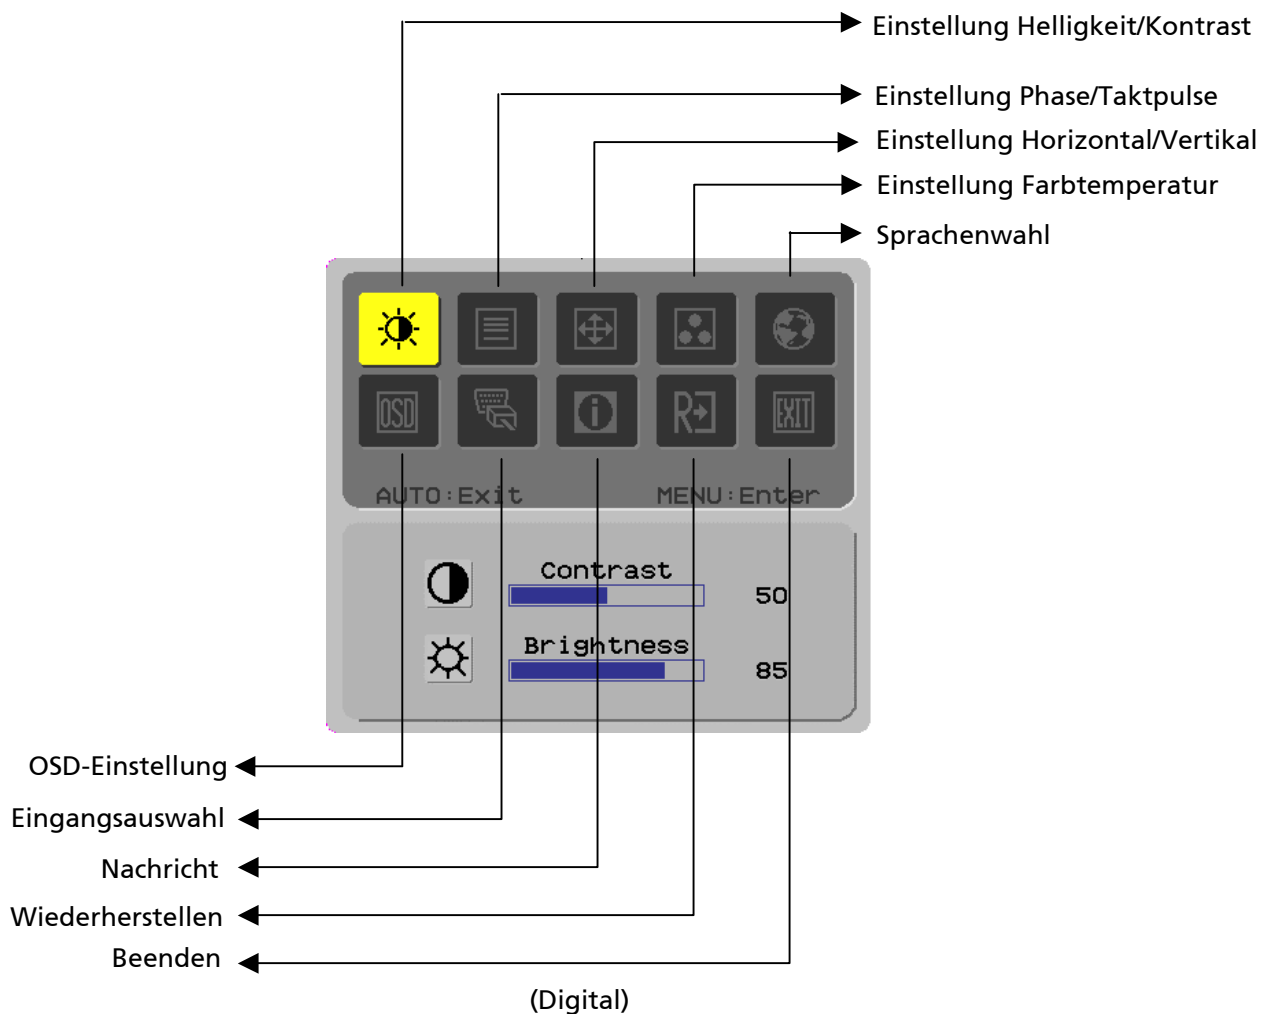 Einstellung Helligkeit/Kontrast
Einstellung Phase/Taktpulse
Einstellung Horizontal/Vertikal
Einstellung Farbtemperatur
Sprachenwahl
OSD
i
R
EXIT
AUTO:Exit MENU:Enter
Contrast
50
Brightness
85
OSD-Einstellung
Eingangsauswahl
Nachricht
Wiederherstellen
Beenden
(Digital)